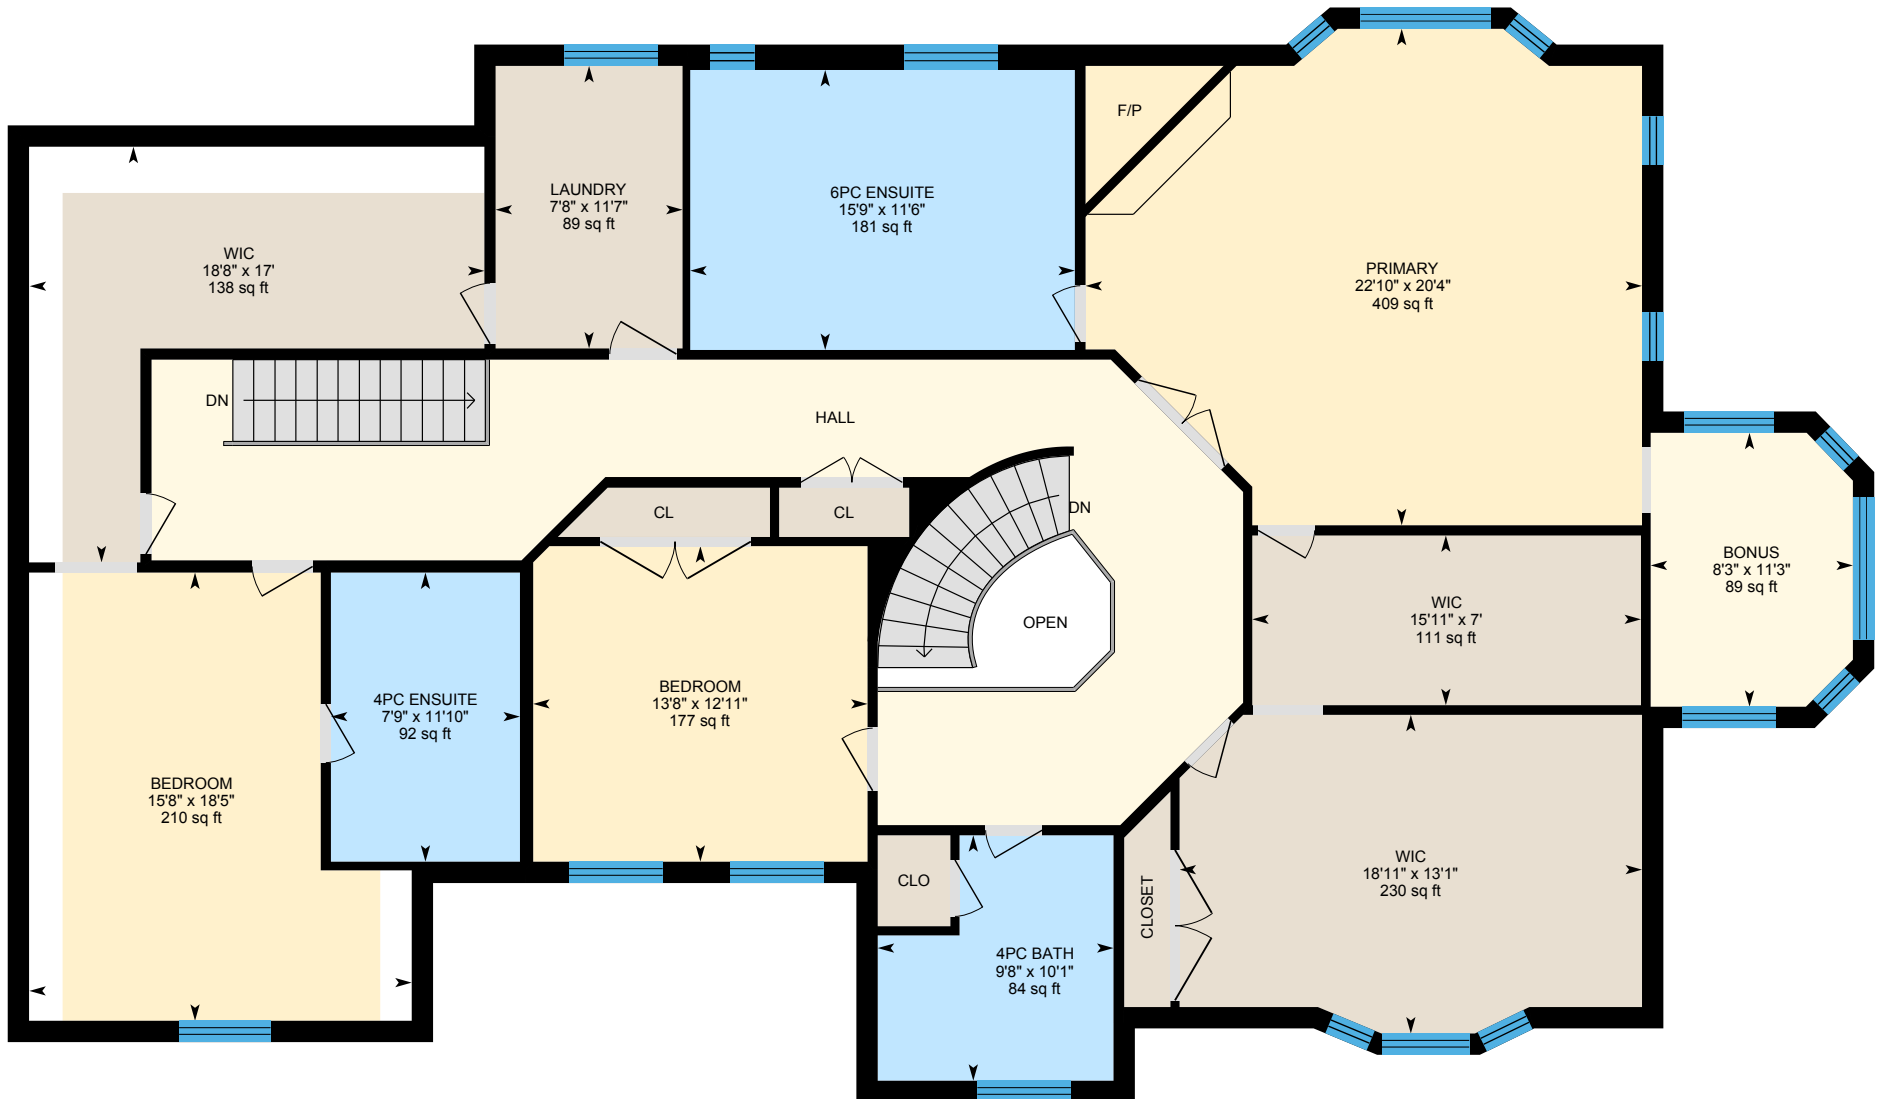 F/P
LAUNDRY
7'8" x 11'7"
89 sq ft
6PC ENSUITE
15'9" x 11'6"
181 sq ft
WIC
18'8" x 17'
138 sq ft
PRIMARY
22'10" x 20'4"
409 sq ft
DN
HALL
CL
CL
DN
BONUS
8'3" x 11'3"
89 sq ft
WIC
15'11" x 7'
111 sq ft
OPEN
BEDROOM
13'8" x 12'11"
177 sq ft
4PC ENSUITE
7'9" x 11'10"
92 sq ft
BEDROOM
15'8" x 18'5"
210 sq ft
CLO
CLOSET
WIC
18'11" x 13'1"
230 sq ft
4PC BATH
9'8" x 10'1"
84 sq ft